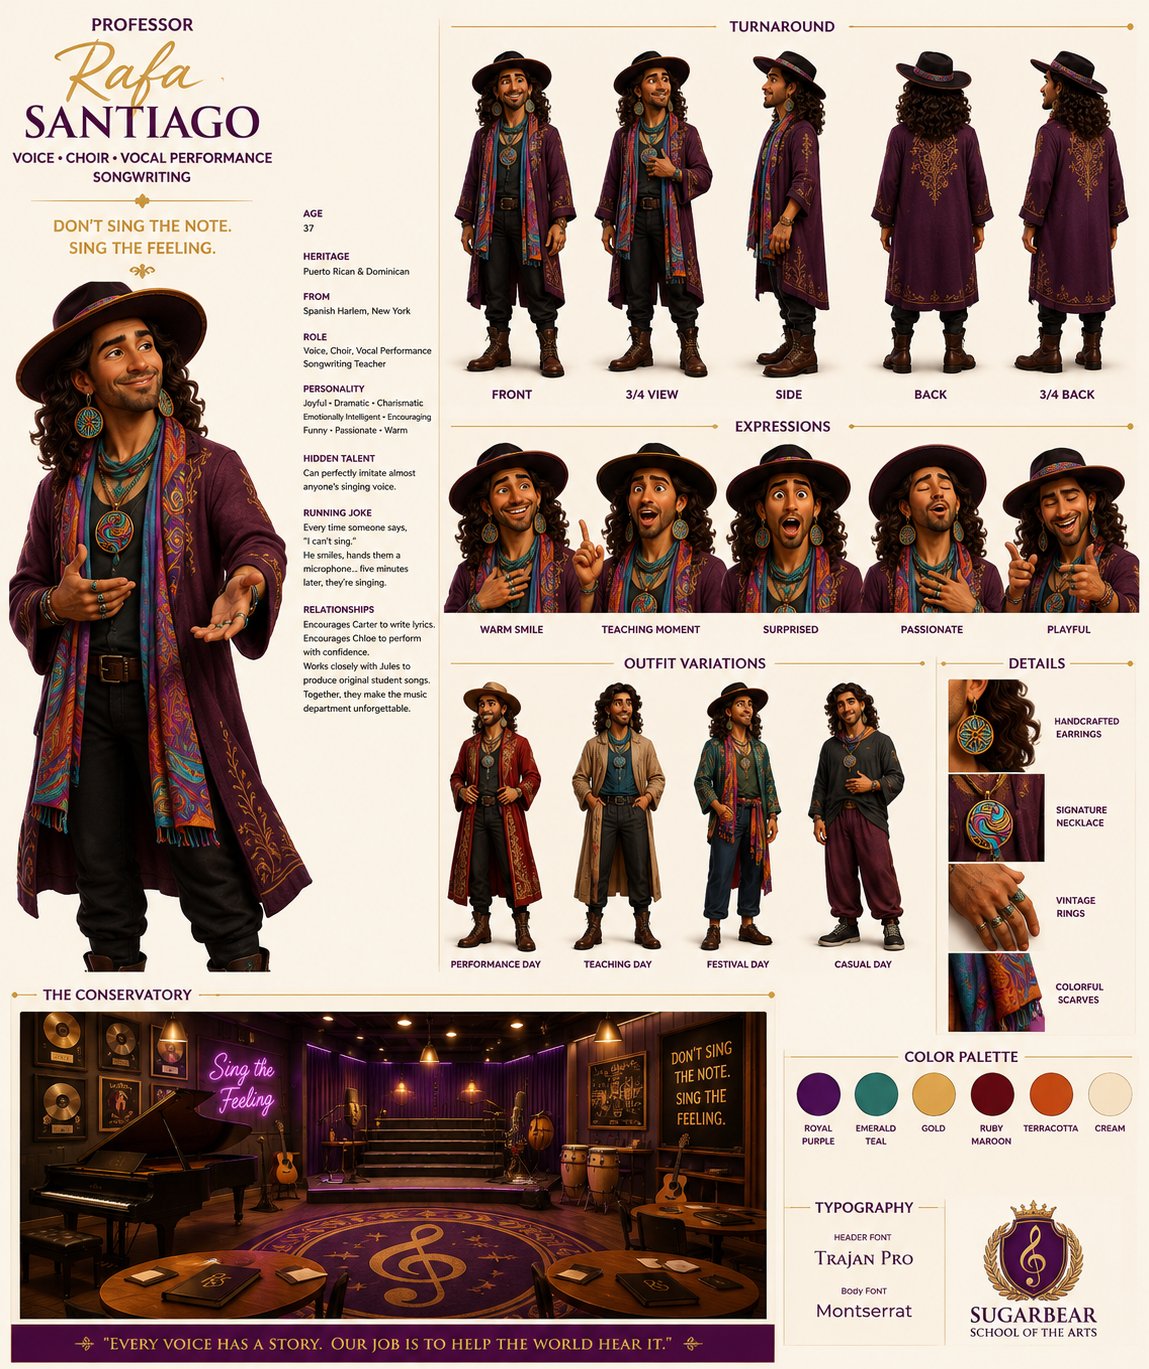 PROFESSOR
Rafa
SANTIAGO
VOICE • CHOIR • VOCAL PERFORMANCE
SONGWRITING
DON'T SING THE NOTE.
SING THE FEELING.
AGE
37
HERITAGE
Puerto Rican & Dominican
FROM
Spanish Harlem, New York
ROLE
Voice, Choir, Vocal Performance
Songwriting Teacher
PERSONALITY
Joyful • Dramatic • Charismatic
Emotionally Intelligent • Encouraging
Funny • Passionate • Warm
HIDDEN TALENT
Can perfectly imitate almost
anyone's singing voice.
RUNNING JOKE
Every time someone says,
"I can't sing."
He smiles, hands them a
microphone... five minutes
later, they're singing.
RELATIONSHIPS
Encourages Carter to write lyrics.
Encourages Chloe to perform
with confidence.
Works closely with Jules to
produce original student songs.
Together, they make the music
department unforgettable.
TURNAROUND
FRONT
3/4 VIEW
SIDE
BACK
3/4 BACK
EXPRESSIONS
WARM SMILE
TEACHING MOMENT
SURPRISED
PASSIONATE
PLAYFUL
OUTFIT VARIATIONS
PERFORMANCE DAY
TEACHING DAY
FESTIVAL DAY
CASUAL DAY
DETAILS
HANDCRAFTED
EARRINGS
SIGNATURE
NECKLACE
VINTAGE
RINGS
COLORFUL
SCARVES
THE CONSERVATORY
Sing the
Feeling
DON'T SING
THE NOTE.
SING THE
FEELING.
"EVERY VOICE HAS A STORY. OUR JOB IS TO HELP THE WORLD HEAR IT."
COLOR PALETTE
ROYAL
PURPLE
EMERALD
TEAL
GOLD
RUBY
MAROON
TERRACOTTA
CREAM
TYPOGRAPHY
HEADER FONT
TRAJAN PRO
BODY FONT
Montserrat
SUGARBEAR
SCHOOL OF THE ARTS